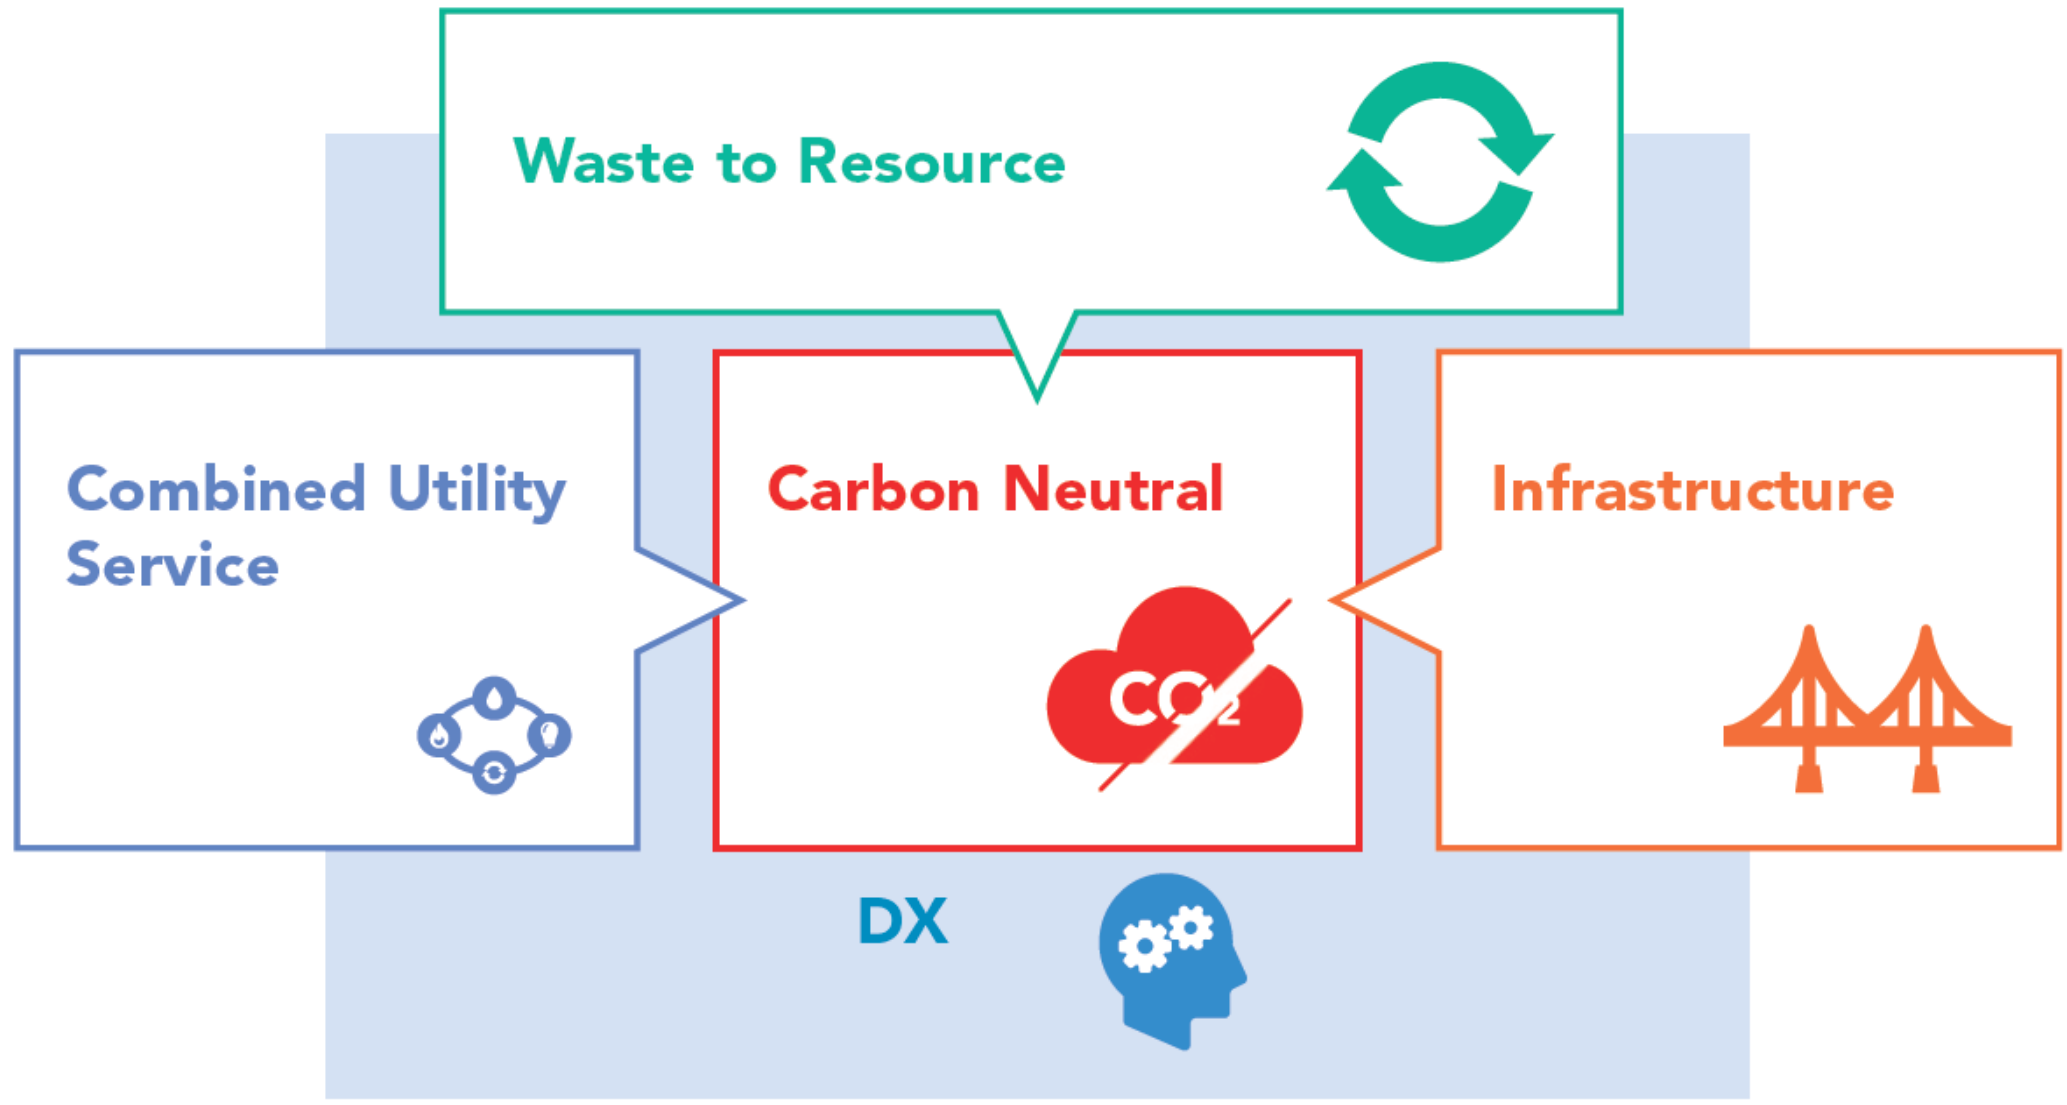 Waste to Resource
Combined Utility
Service
Carbon Neutral
CO₂
Infrastructure
DX